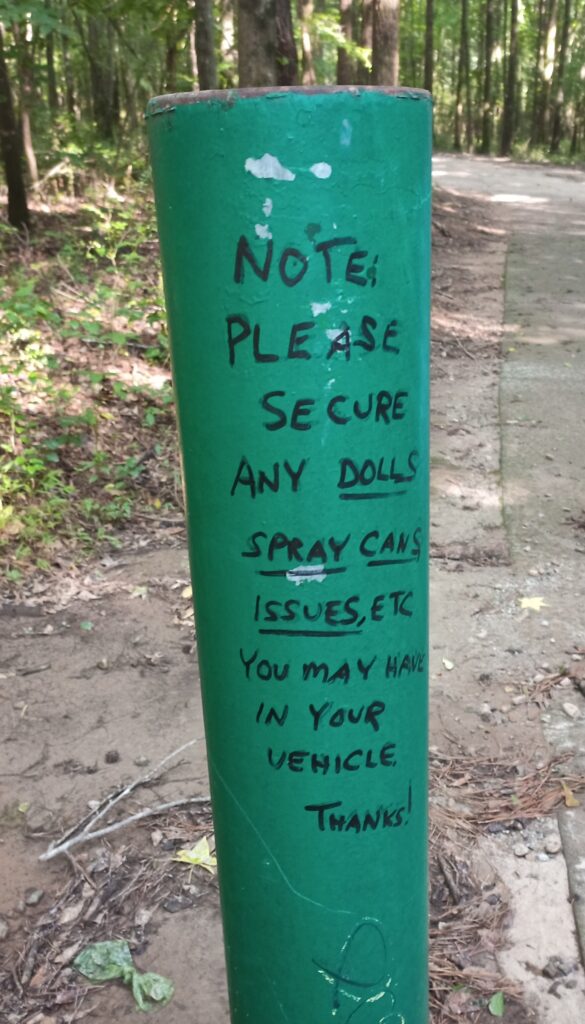 NOTE:
PLEASE
SECURE
ANY DOLLS
SPRAY CANS,
ISSUES, ETC
YOU MAY HAVE
IN YOUR
VEHICLE
THANKS!